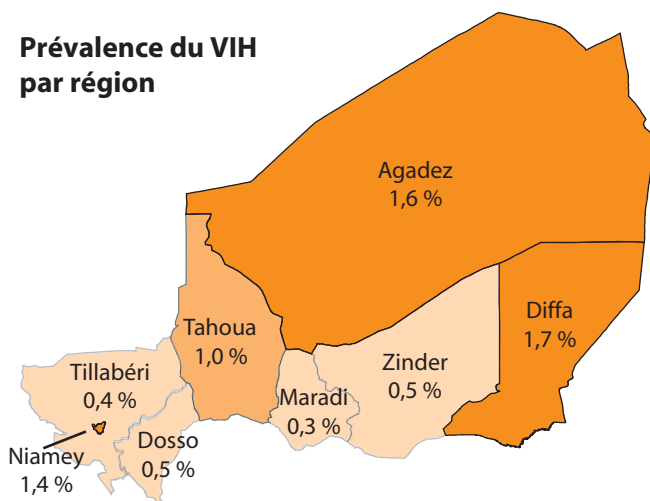 Prévalence du VIH
par région
Agadez
1,6 %
Diffa
1,7 %
Tahoua
1,0 %
Zinder
0,5 %
Tillabéri
0,4 %
Maradi
0,3 %
Dosso
0,5 %
Niamey
1,4 %